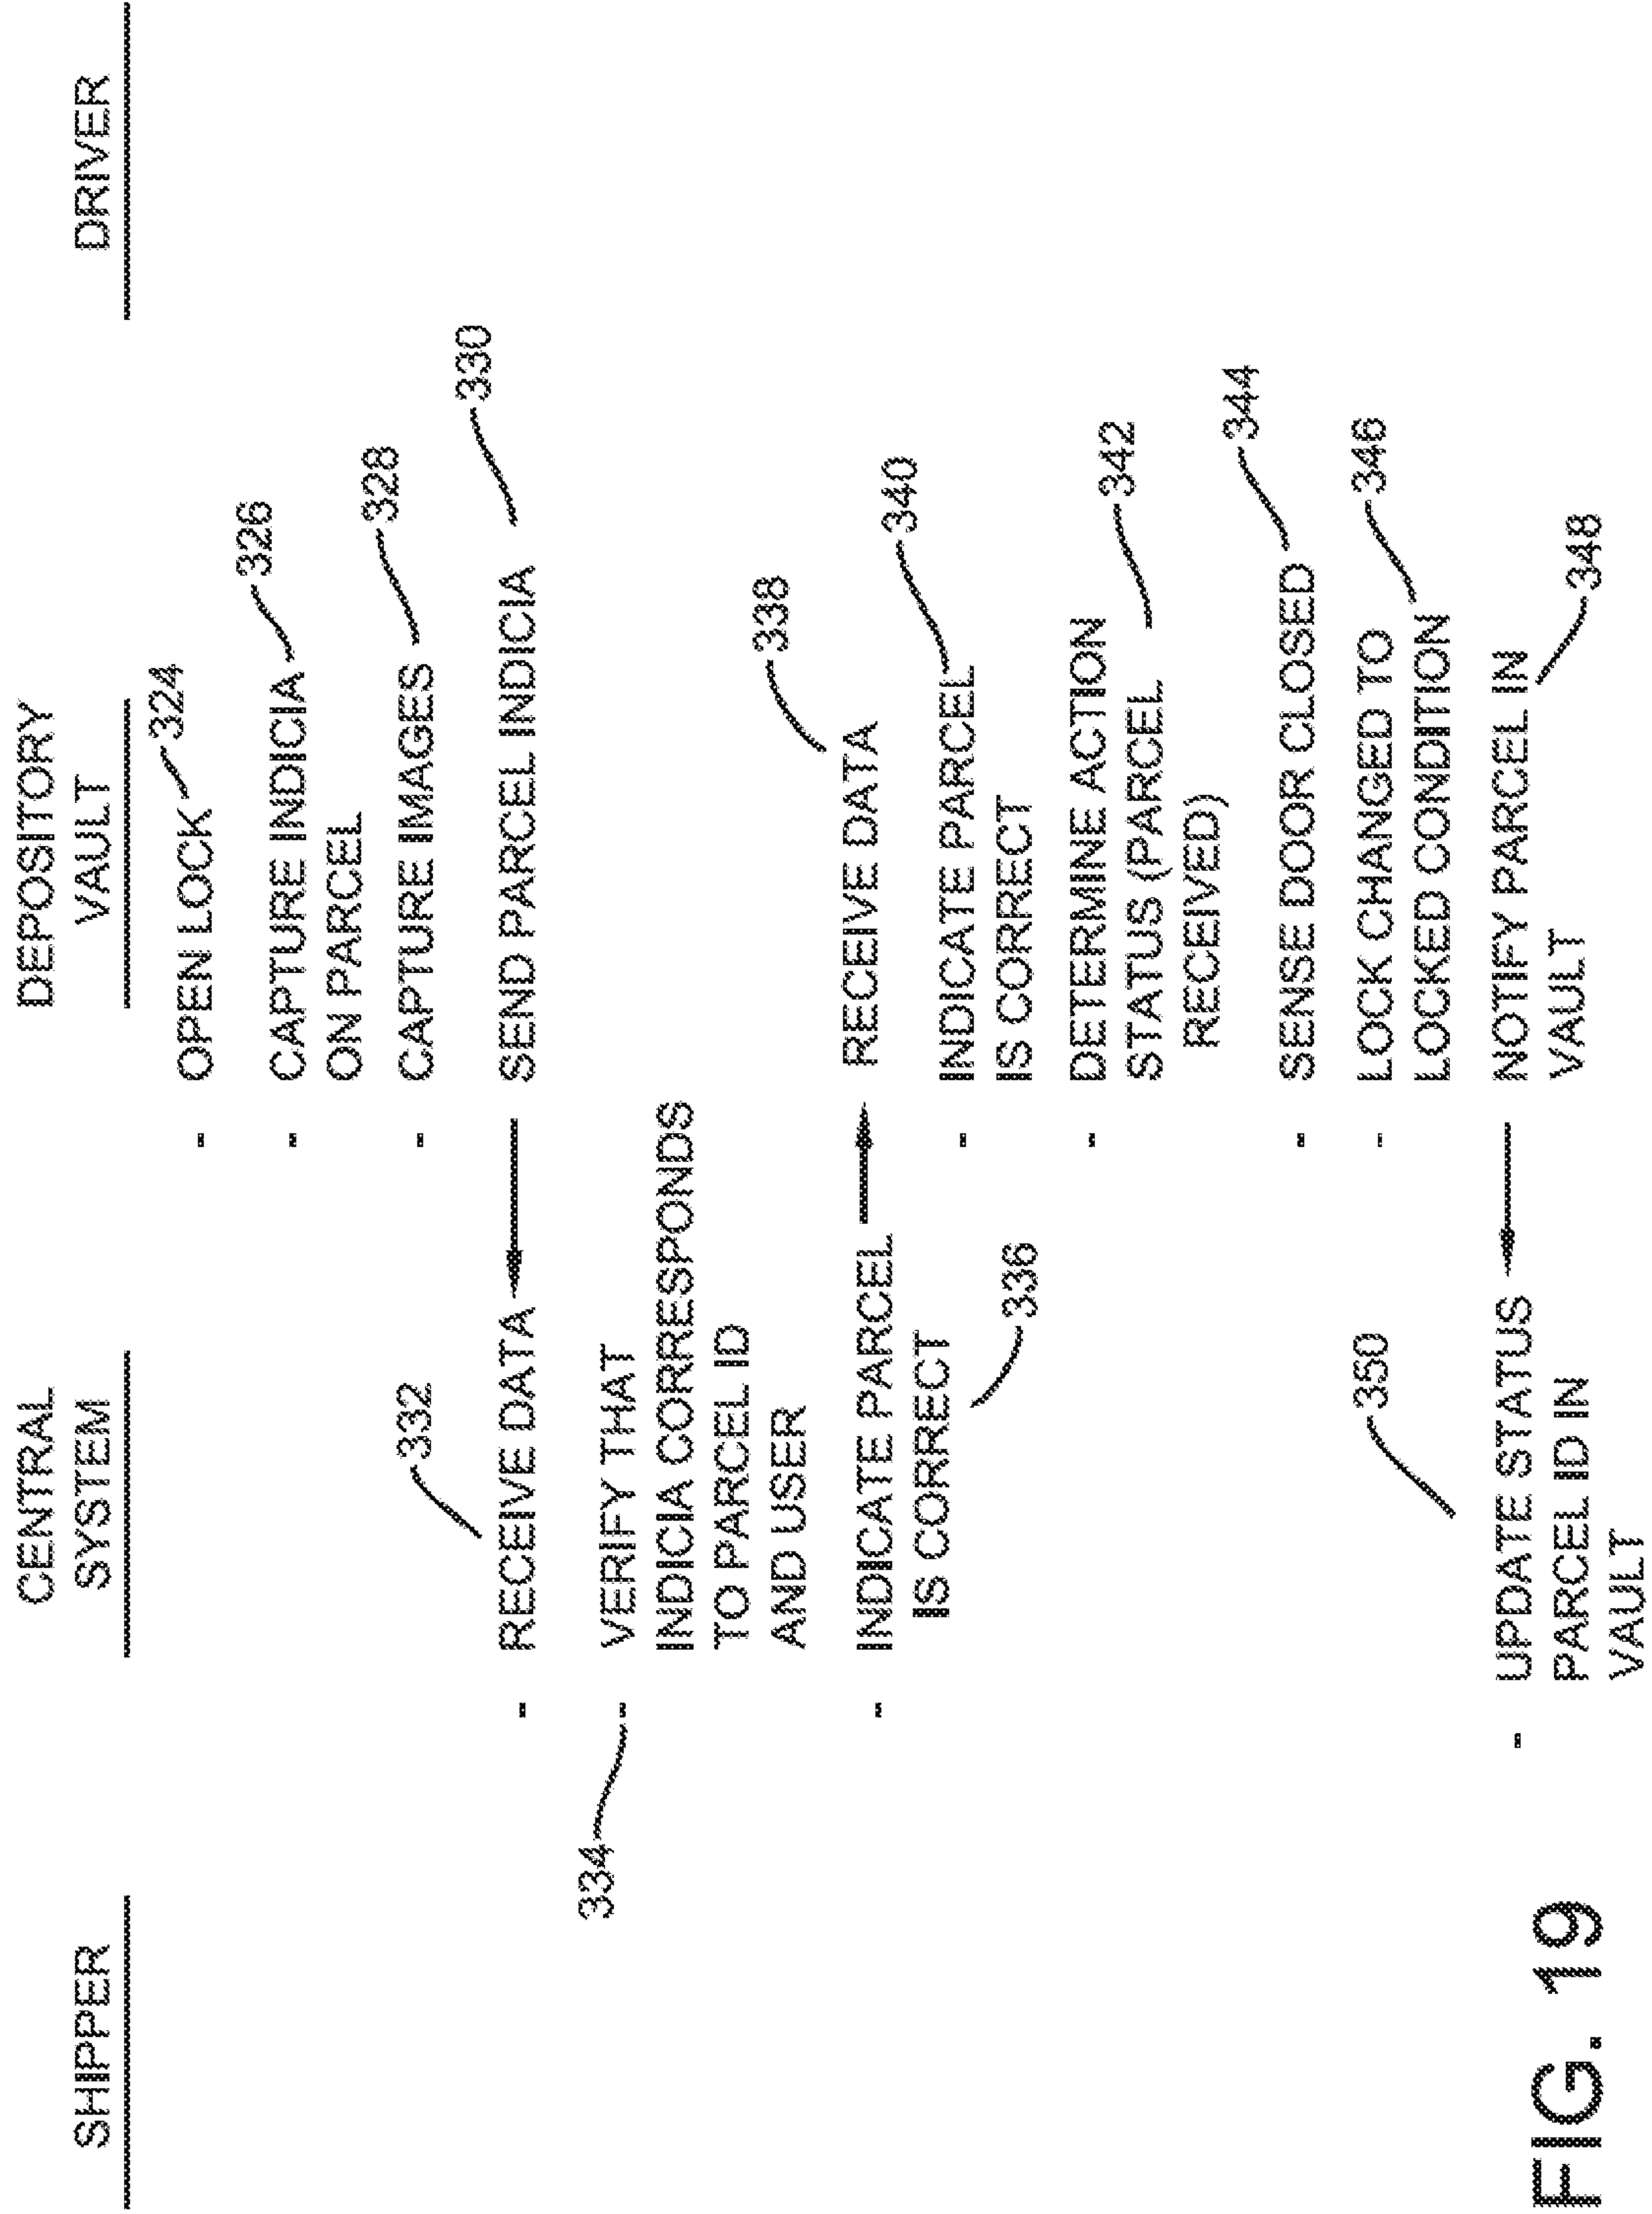 SHIPPER
CENTRAL
SYSTEM
DEPOSITORY
VAULT
DRIVER
- OPEN LOCK 324
- CAPTURE INDICIA 326
ON PARCEL
- CAPTURE IMAGES 328
332
- RECEIVE DATA
SEND PARCEL INDICIA 330
334
- VERIFY THAT
INDICIA CORRESPONDS
TO PARCEL ID
AND USER
- INDICATE PARCEL
IS CORRECT
336
RECEIVE DATA 338
- INDICATE PARCEL 340
IS CORRECT
- DETERMINE ACTION
STATUS (PARCEL 342
RECEIVED)
- SENSE DOOR CLOSED 344
- LOCK CHANGED TO
LOCKED CONDITION 346
NOTIFY PARCEL IN
VAULT 348
350
- UPDATE STATUS
PARCEL ID IN
VAULT
FIG. 19